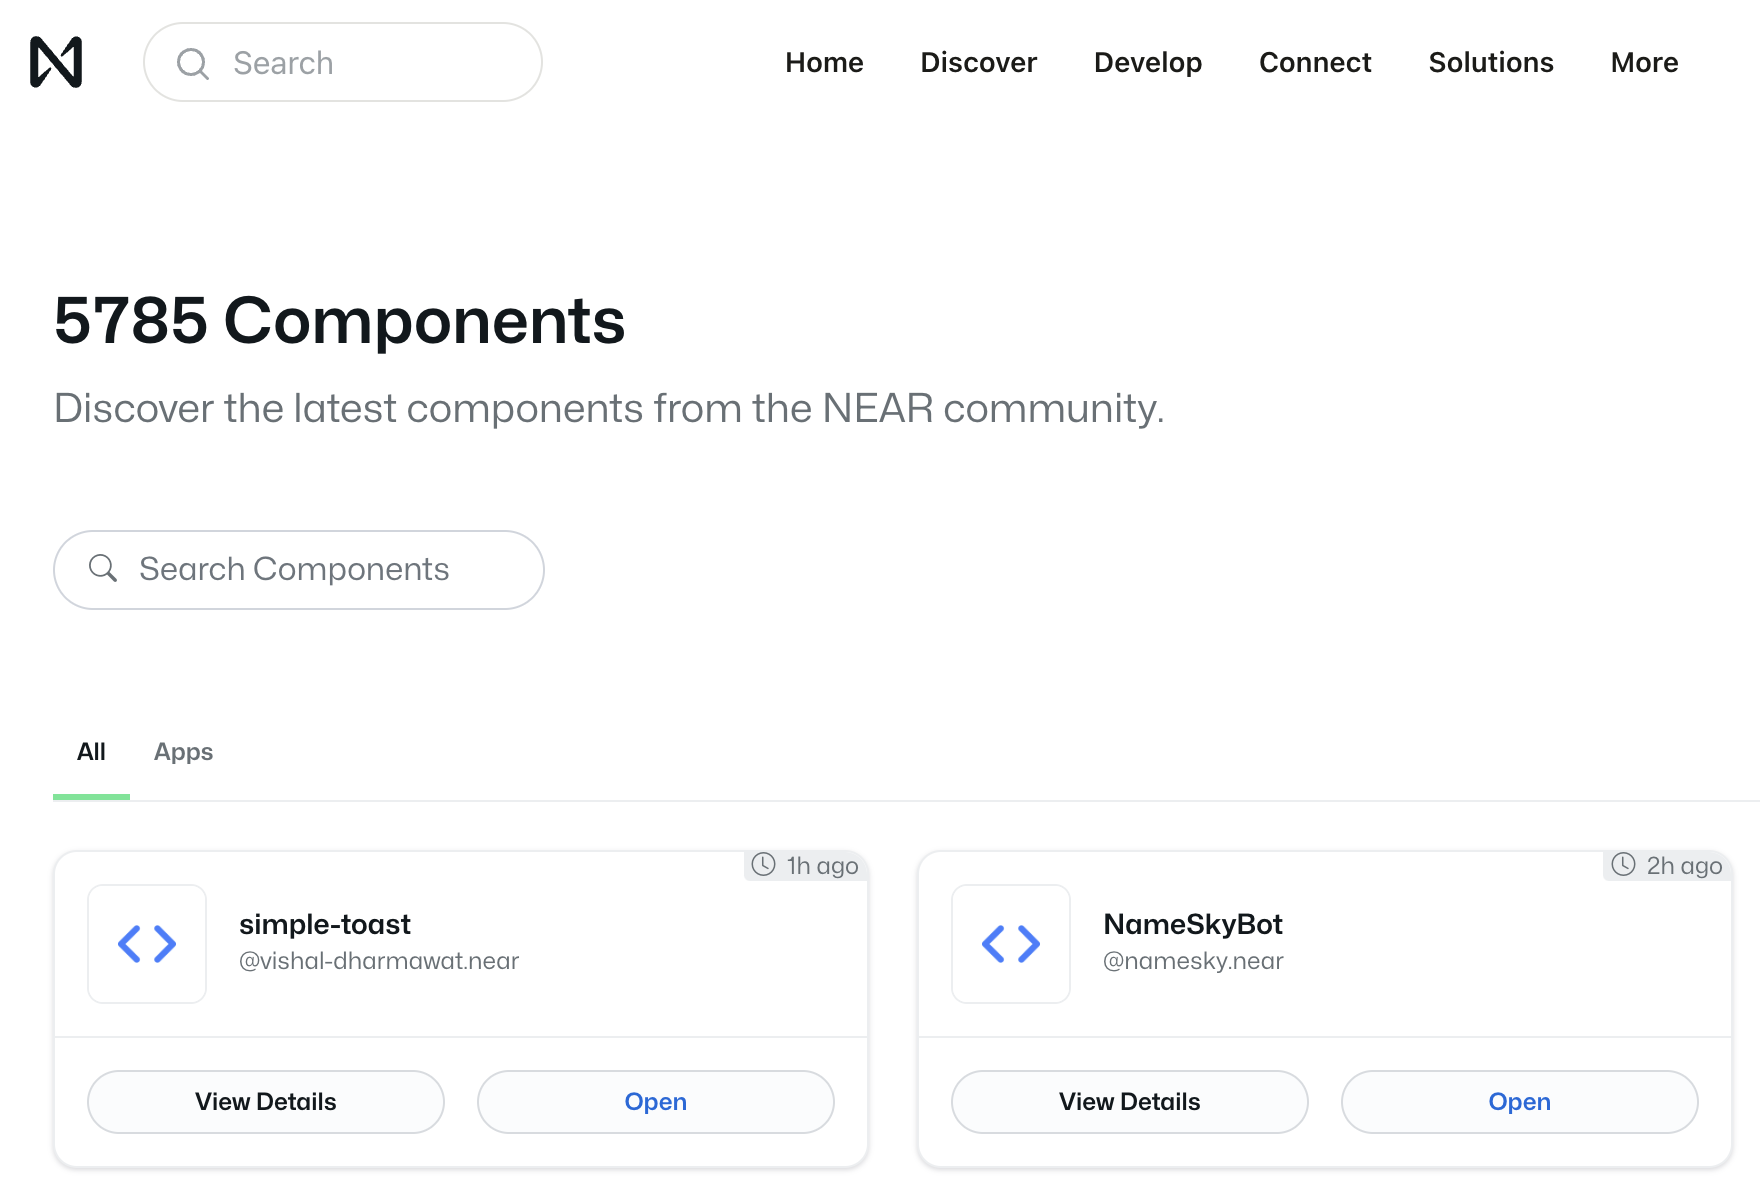 Search
Home Discover Develop Connect Solutions More
5785 Components
Discover the latest components from the NEAR community.
Search Components
All Apps
1h ago
simple-toast
@vishal-dharmawat.near
View Details Open
2h ago
NameSkyBot
@namesky.near
View Details Open